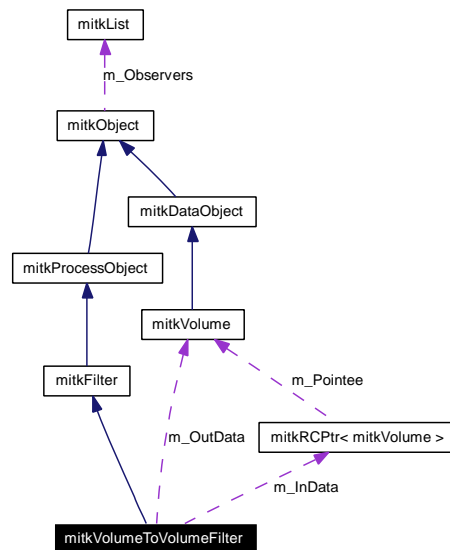 mitkList
m_Observers
mitkObject
mitkDataObject
mitkProcessObject
mitkVolume
mitkFilter
m_Pointee
m_OutData
mitkRCPtr< mitkVolume >
m_InData
mitkVolumeToVolumeFilter